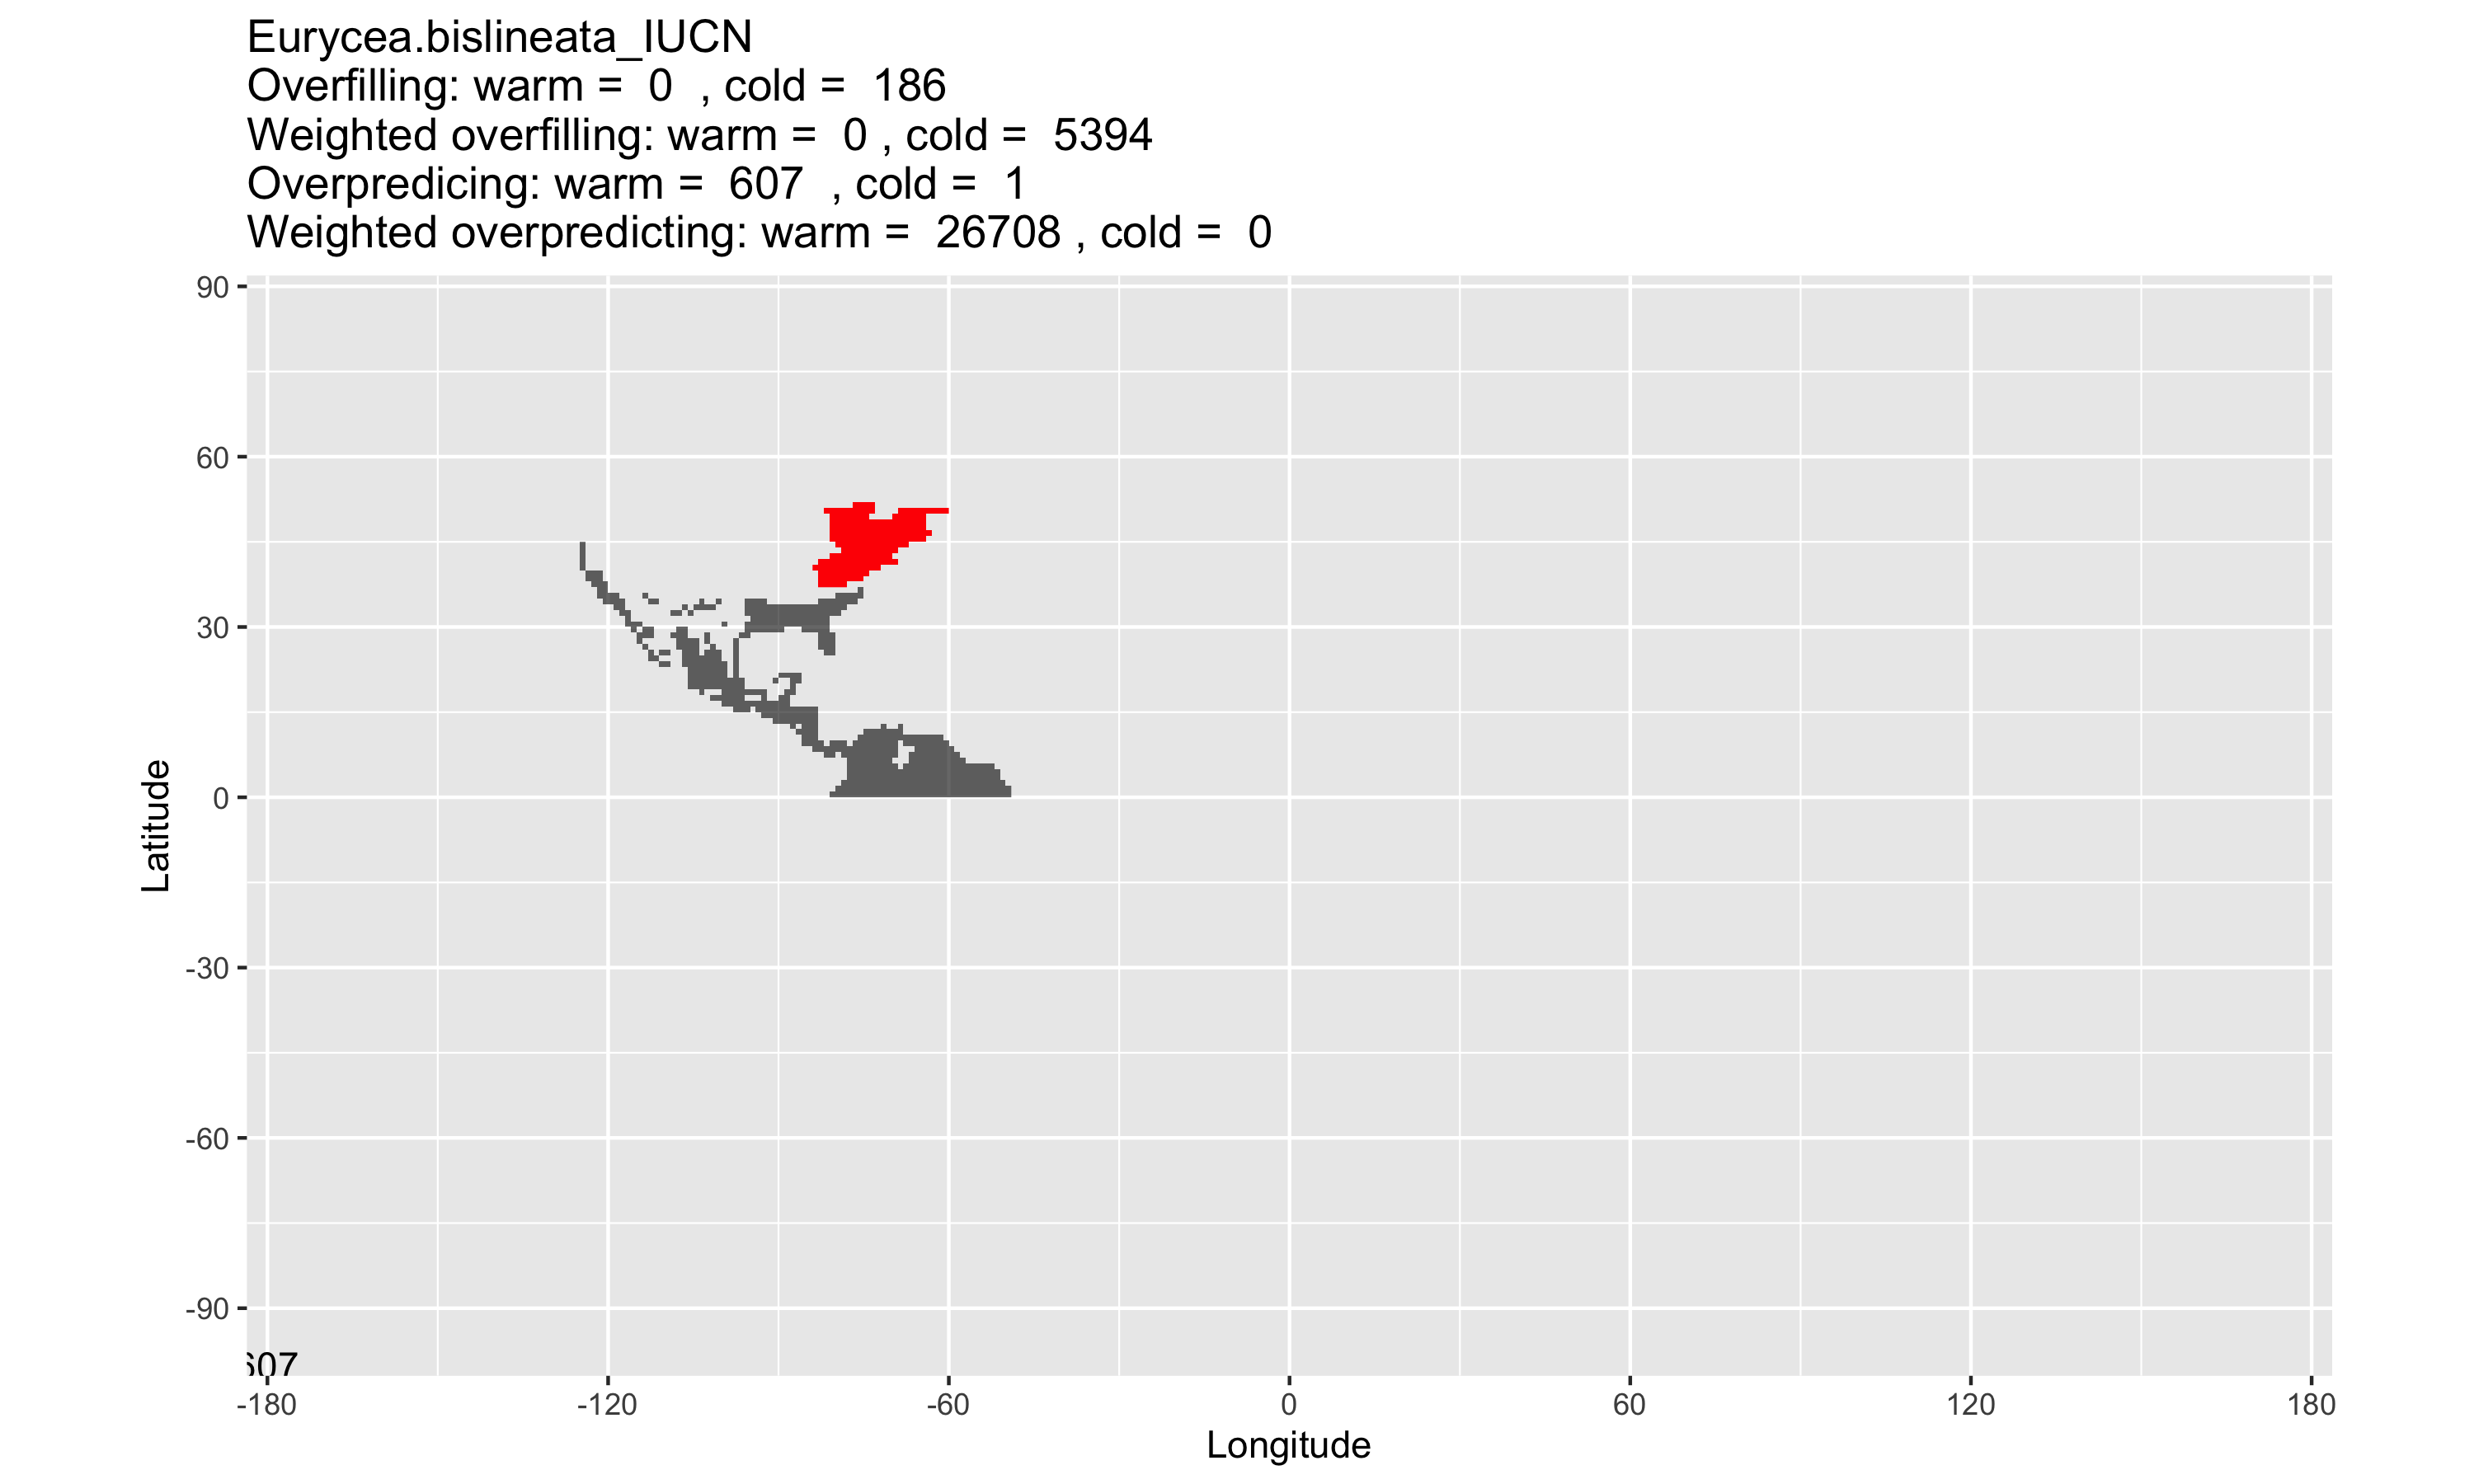 Eurycea.bislineata_IUCN
Overfilling: warm =  0  , cold =  186
Weighted overfilling: warm =  0 , cold =  5394
Overpredicing: warm =  607  , cold =  1
Weighted overpredicting: warm =  26708 , cold =  0
90
60
30
0
-30
-60
-90
Latitude
607
-180
-120
-60
0
60
120
180
Longitude